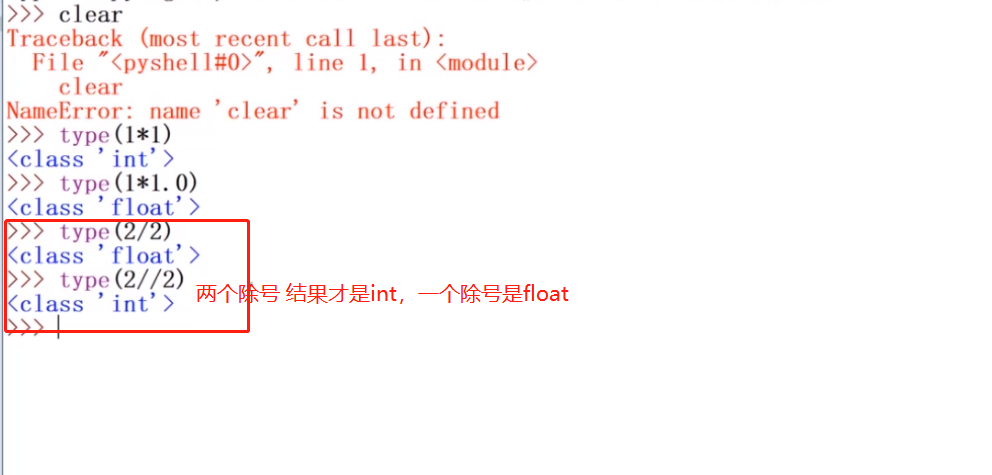 >>> clear
Traceback (most recent call last):
  File "<pyshell#0>", line 1, in <module>
    clear
NameError: name 'clear' is not defined
>>> type(1*1)
<class 'int'>
>>> type(1*1.0)
<class 'float'>
>>> type(2/2)
<class 'float'>
>>> type(2//2)
两个除号 结果才是int，一个除号是float
<class 'int'>
>>>